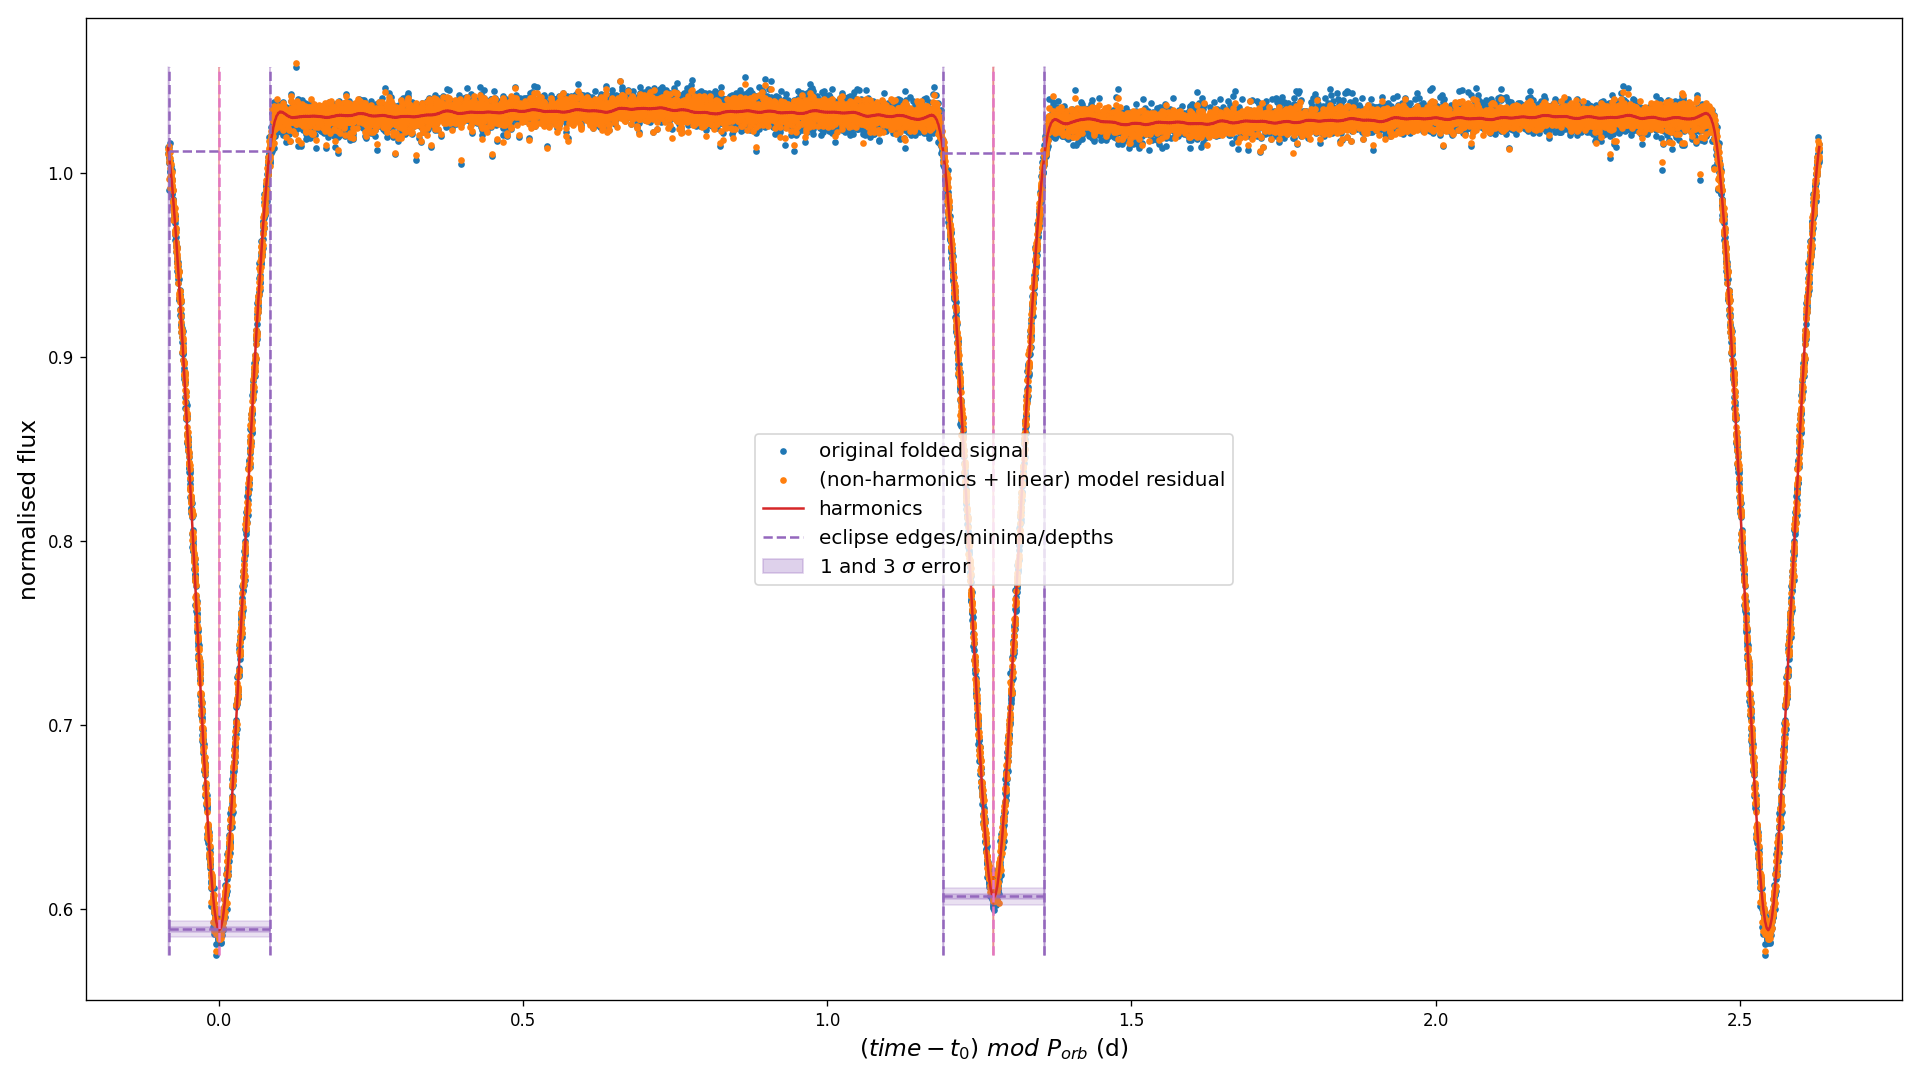 normalised flux
1.0
0.9
0.8
0.7
0.6
original folded signal
(non-harmonics + linear) model residual
harmonics
eclipse edges/minima/depths
1 and 3 σ error
0.0 0.5 1.0 1.5 2.0 2.5
(time − t₀) mod Pₒᵣb (d)